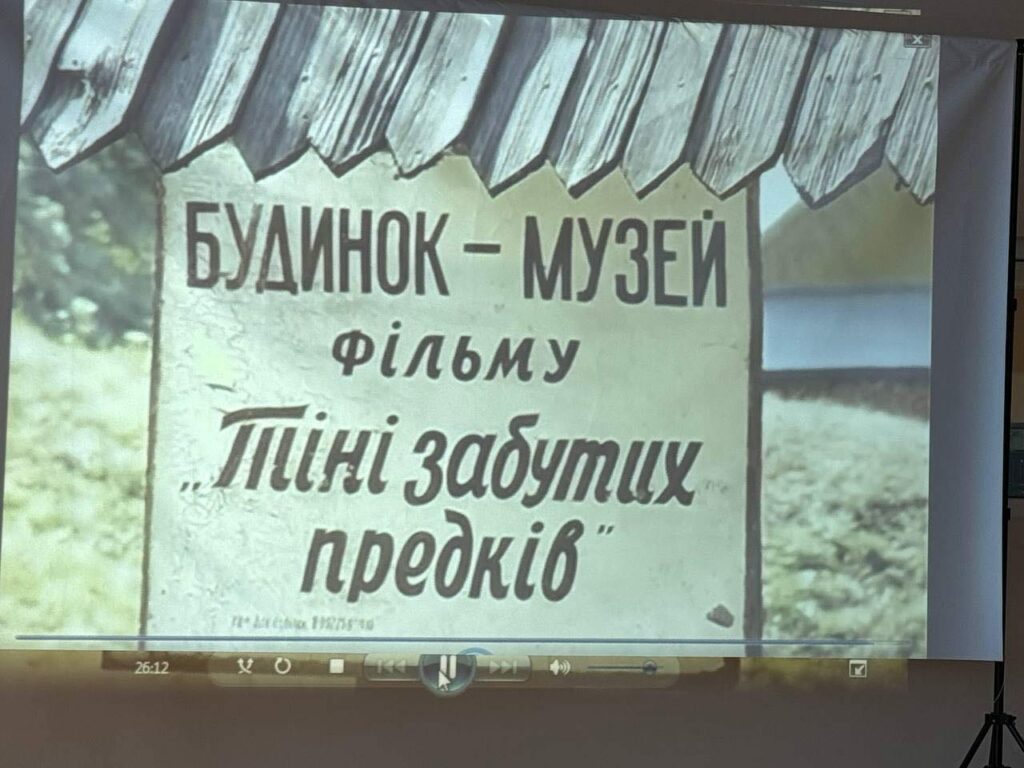 БУДИНОК – МУЗЕЙ
фільму
„Тіні забутих
предків”
26:12